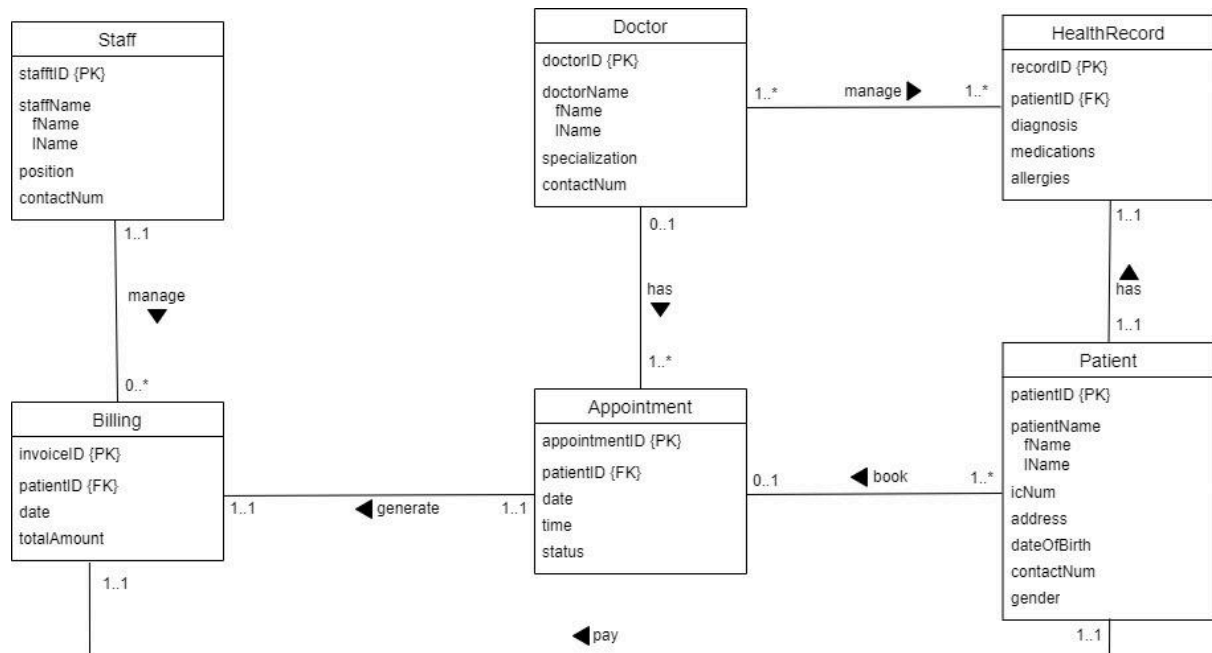 Staff
stafftID {PK}
staffName
fName
lName
position
contactNum
Doctor
doctorID {PK}
doctorName
fName
lName
specialization
contactNum
HealthRecord
recordID {PK}
patientID {FK}
diagnosis
medications
allergies
1..*
manage
1..*
1..1
manage
0..*
0..1
has
1..*
1..1
has
1..1
Billing
invoiceID {PK}
patientID {FK}
date
totalAmount
Appointment
appointmentID {PK}
patientID {FK}
date
time
status
Patient
patientID {PK}
patientName
fName
lName
icNum
address
dateOfBirth
contactNum
gender
1..1
generate
1..1
0..1
book
1..*
1..1
pay
1..1